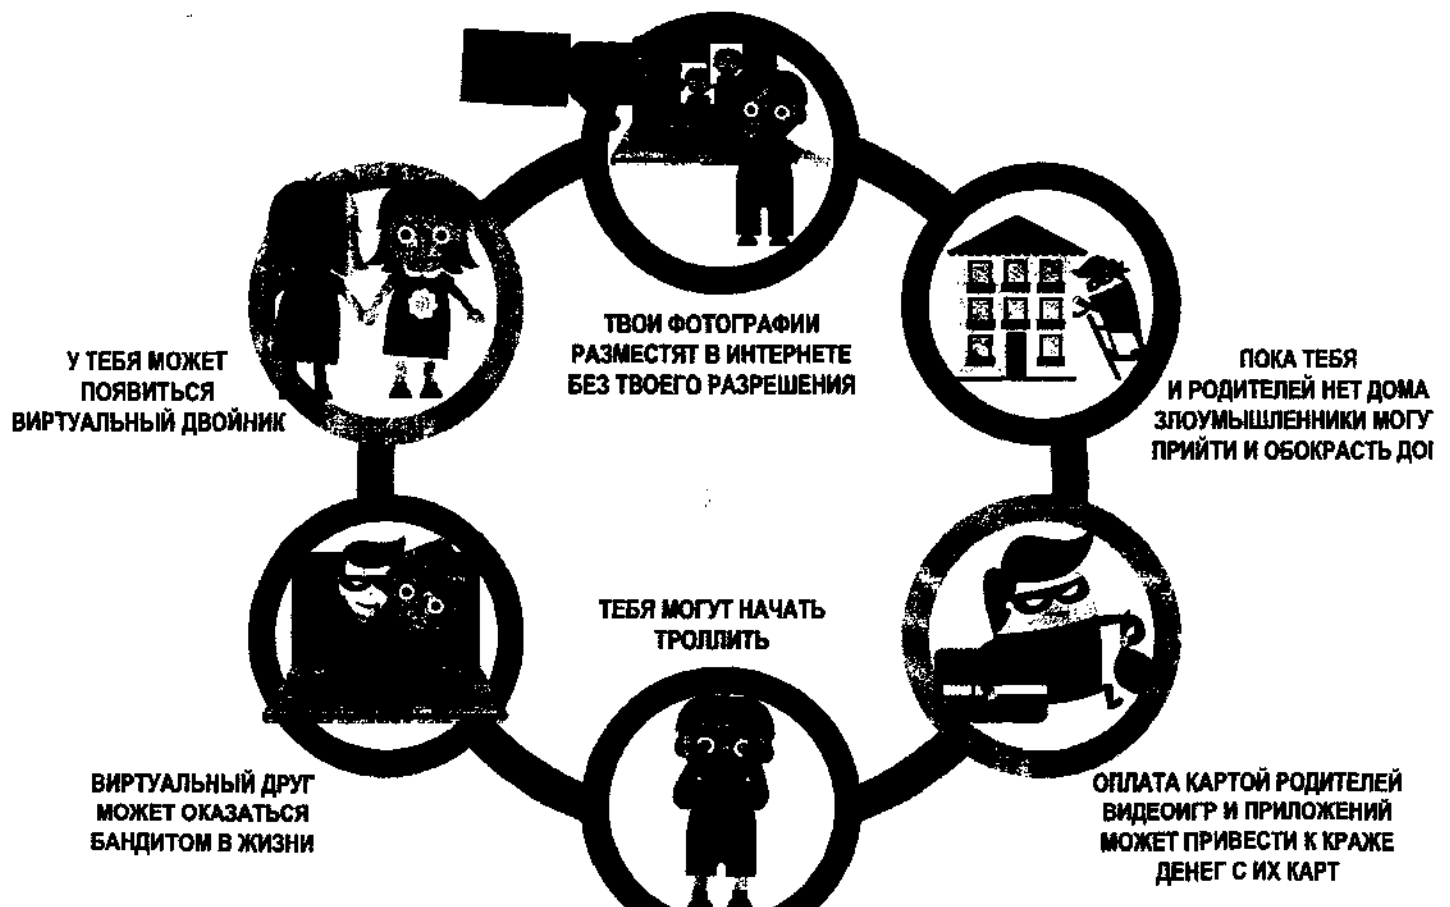 ТВОИ ФОТОГРАФИИ
РАЗМЕСТЯТ В ИНТЕРНЕТЕ
БЕЗ ТВОЕГО РАЗРЕШЕНИЯ
У ТЕБЯ МОЖЕТ
ПОЯВИТЬСЯ
ВИРТУАЛЬНЫЙ ДВОЙНИК
ПОКА ТЕБЯ
И РОДИТЕЛЕЙ НЕТ ДОМА
ЗЛОУМЫШЛЕННИКИ МОГУ
ПРИЙТИ И ОБОКРАСТЬ
ТЕБЯ МОГУТ НАЧАТЬ
ТРОЛЛИТЬ
ВИРТУАЛЬНЫЙ ДРУГ
МОЖЕТ ОКАЗАТЬСЯ
БАНДИТОМ В ЖИЗНИ
ОПЛАТА КАРТОЙ РОДИТЕЛЕЙ
ВИДЕОИГР И ПРИЛОЖЕНИЙ
МОЖЕТ ПРИВЕСТИ К КРАЖЕ
ДЕНЕГ С ИХ КАРТ